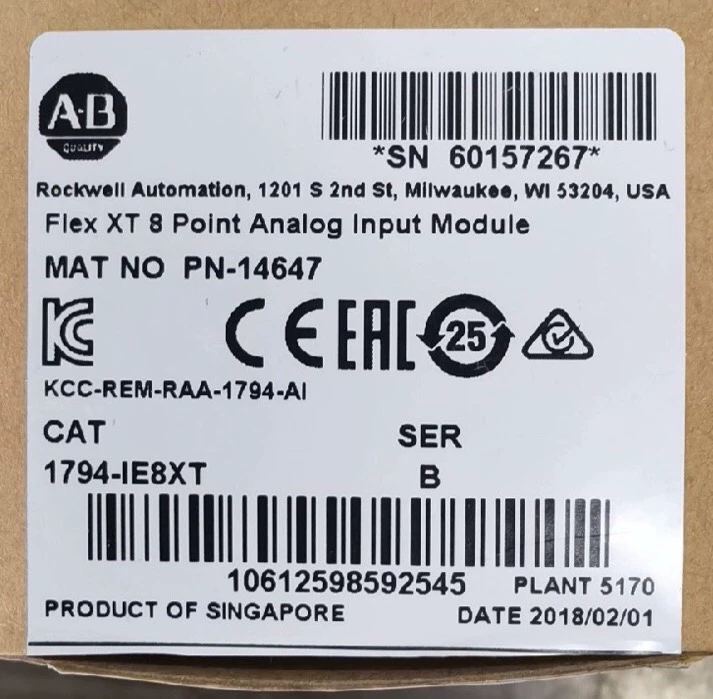 A·B
QUALITY
*SN 60157267*
Rockwell Automation, 1201 S 2nd St, Milwaukee, WI 53204, USA
Flex XT 8 Point Analog Input Module
MAT NO PN-14647
KC CE EAC 25
KCC-REM-RAA-1794-AI
CAT SER
1794-IE8XT B
10612598592545 PLANT 5170
PRODUCT OF SINGAPORE DATE 2018/02/01